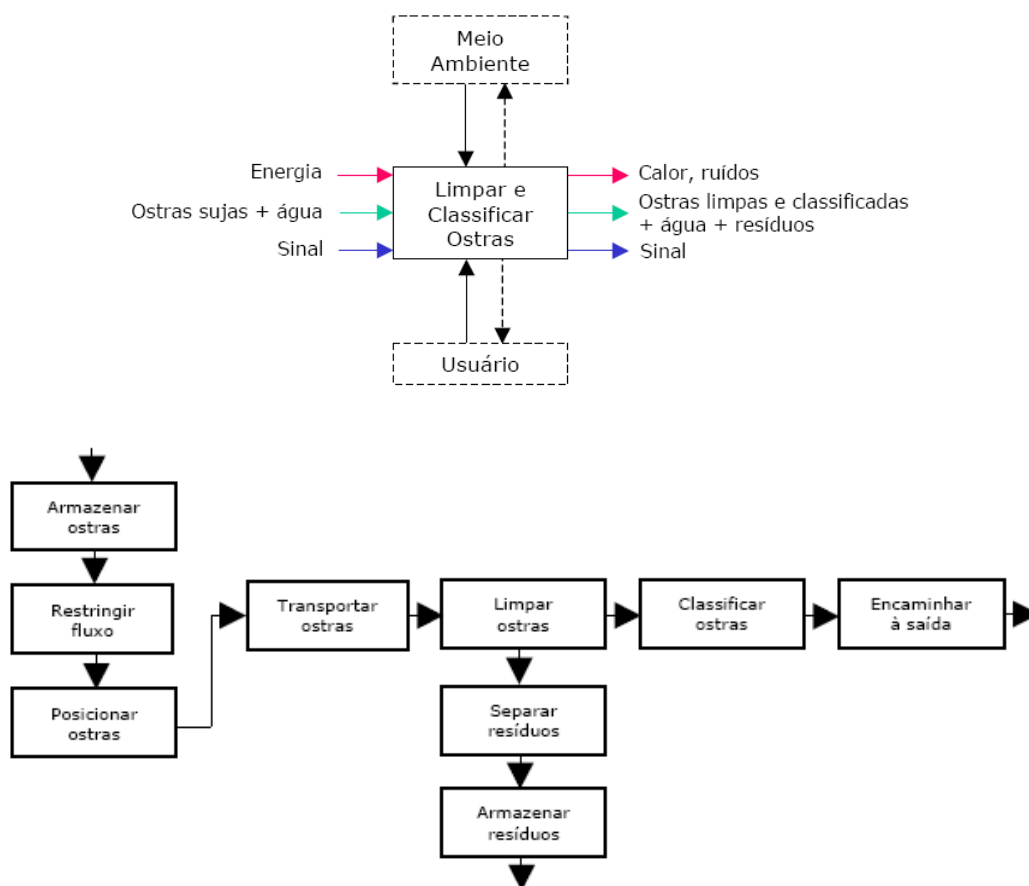 Meio
Ambiente
Energia
Ostras sujas + água
Sinal
Limpar e
Classificar
Ostras
Calor, ruídos
Ostras limpas e classificadas
+ água + resíduos
Sinal
Usuário
Armazenar
ostras
Restringir
fluxo
Posicionar
ostras
Transportar
ostras
Limpar
ostras
Classificar
ostras
Encaminhar
à saída
Separar
resíduos
Armazenar
resíduos